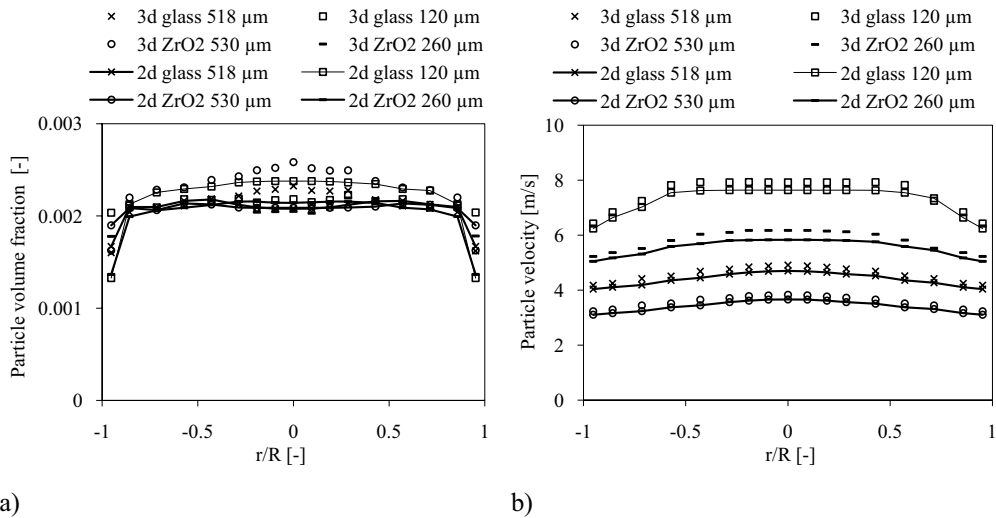 3d glass 518 µm 3d glass 120 µm
3d ZrO2 530 µm 3d ZrO2 260 µm
2d glass 518 µm 2d glass 120 µm
2d ZrO2 530 µm 2d ZrO2 260 µm
0.003
0.002
0.001
0
Particle volume fraction [-]
-1 -0.5 0 0.5 1
r/R [-]
a)
3d glass 518 µm 3d glass 120 µm
3d ZrO2 530 µm 3d ZrO2 260 µm
2d glass 518 µm 2d glass 120 µm
2d ZrO2 530 µm 2d ZrO2 260 µm
10
8
6
4
2
0
Particle velocity [m/s]
-1 -0.5 0 0.5 1
r/R [-]
b)